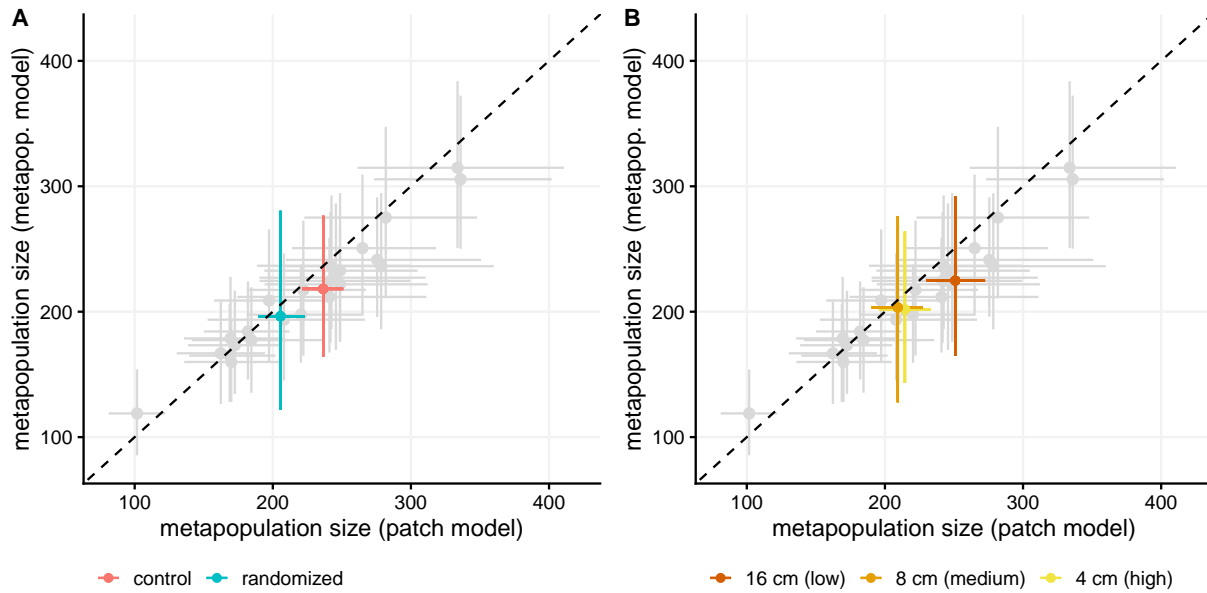 A
metapopulation size (metapop. model)
400
300
200
100
100 200 300 400
metapopulation size (patch model)
control randomized
B
metapopulation size (metapop. model)
400
300
200
100
100 200 300 400
metapopulation size (patch model)
16 cm (low) 8 cm (medium) 4 cm (high)